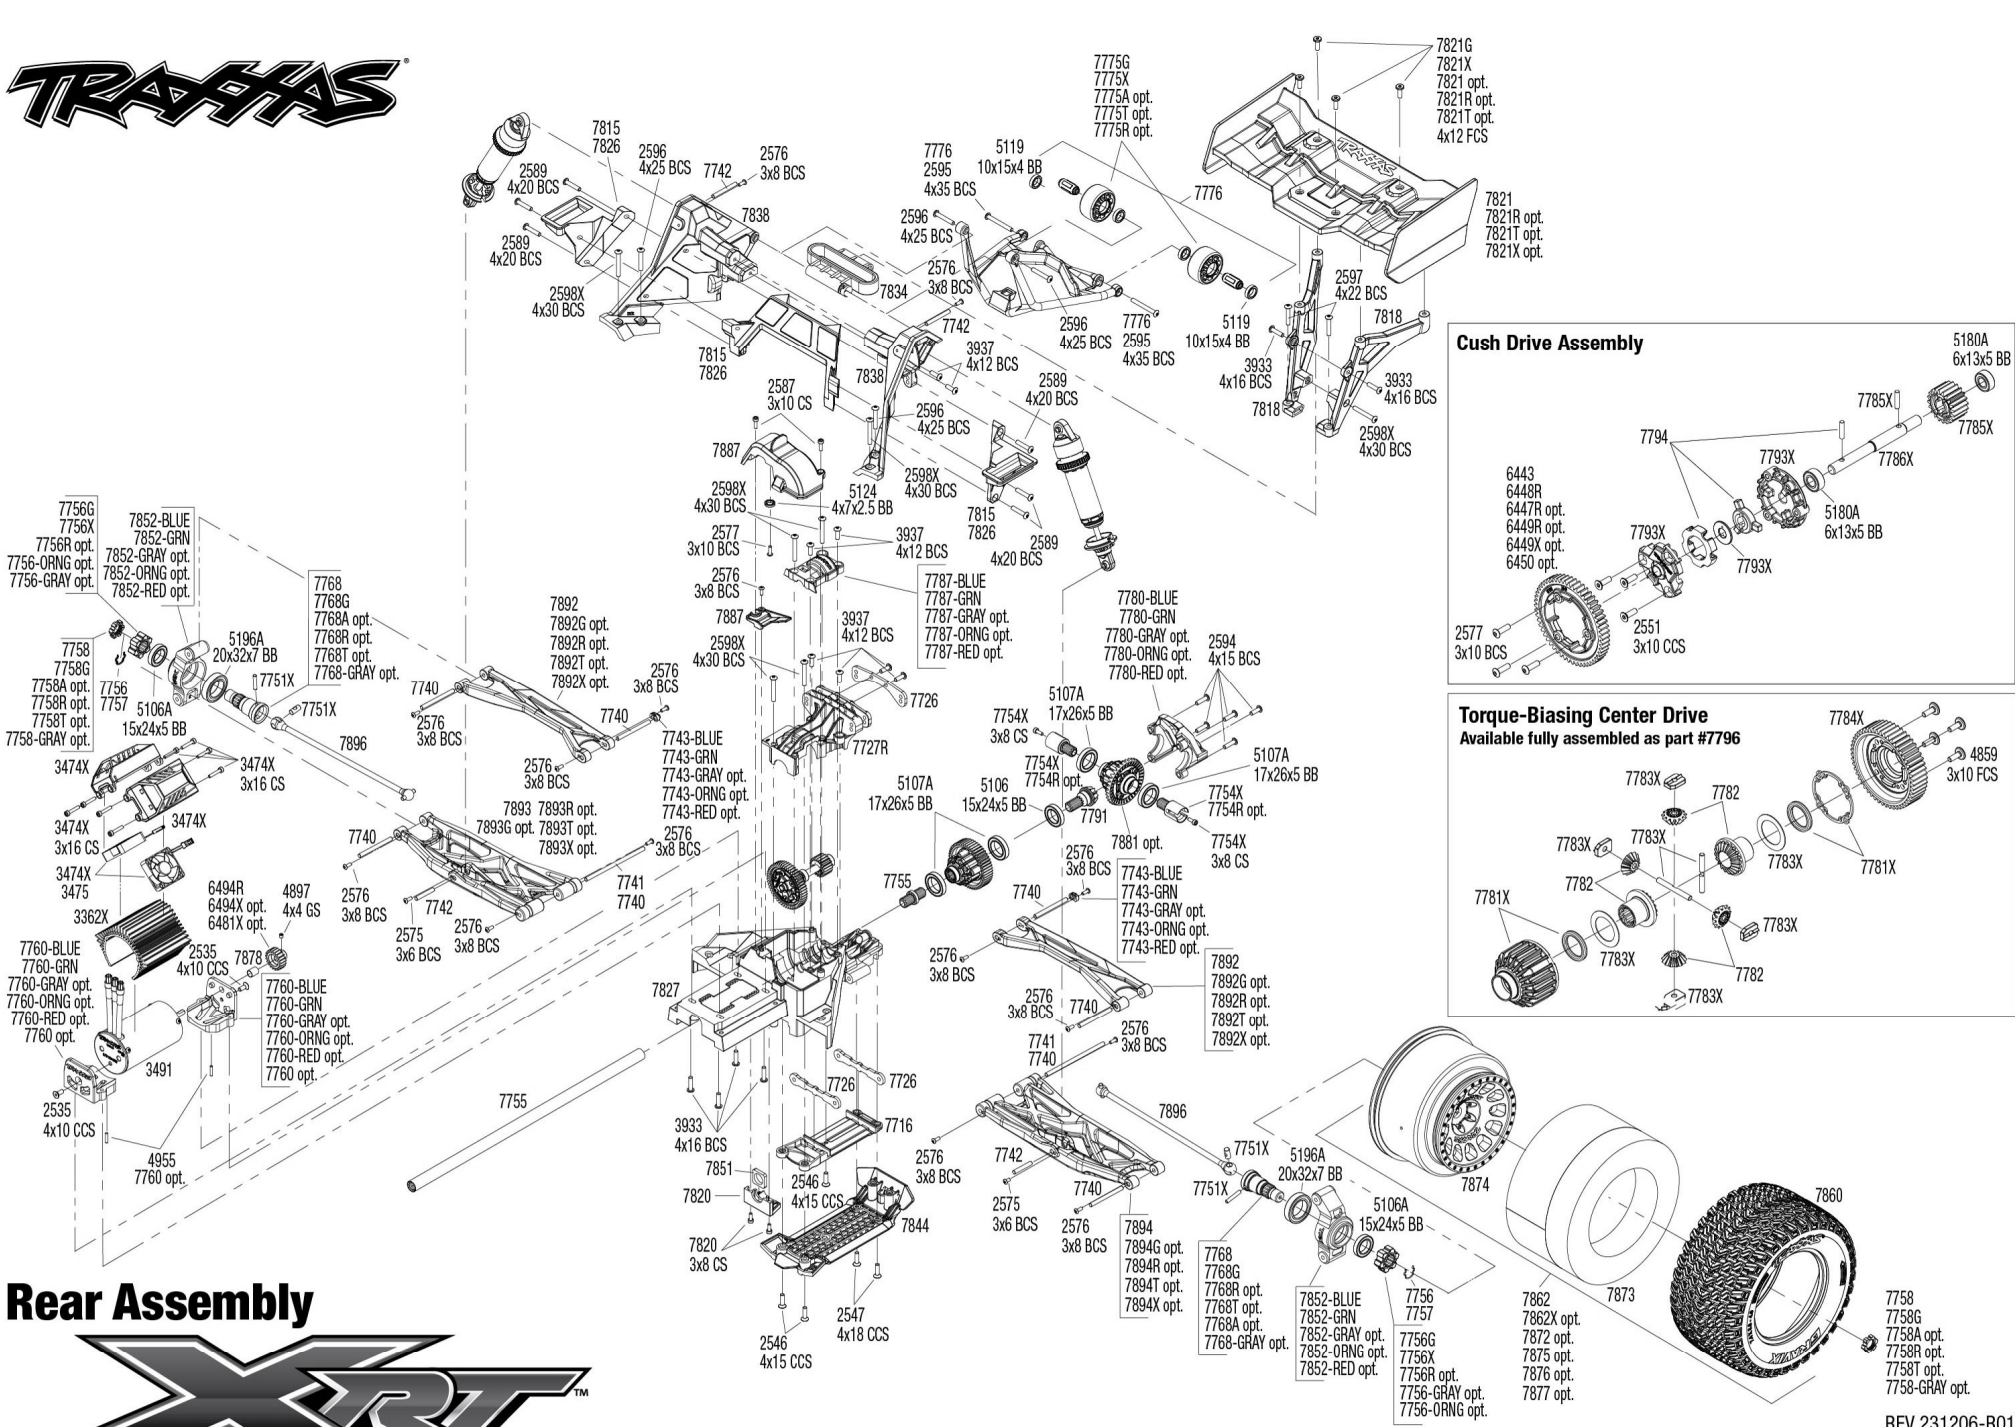 TRAXXAS
7815
7826
2596
4x25 BCS
7742
2576
3x8 BCS
2589
4x20 BCS
7838
2589
4x20 BCS
2598X
4x30 BCS
7834
7815
7826
7838
2576
3x8 BCS
7742
3937
4x12 BCS
2596
4x25 BCS
2598X
4x30 BCS
7776
2595
4x35 BCS
2596
4x25 BCS
5119
10x15x4 BB
7775G
7775X
7775A opt.
7775T opt.
7775R opt.
7776
2596
4x25 BCS
7776
2595
4x35 BCS
5119
10x15x4 BB
7821G
7821X
7821 opt.
7821R opt.
7821T opt.
4x12 FCS
TRAXXAS
7821
7821R opt.
7821T opt.
7821X opt.
2597
4x22 BCS
7818
3933
4x16 BCS
7818
3933
4x16 BCS
2598X
4x30 BCS
2589
4x20 BCS
7815
7826
2589
4x20 BCS
2587
3x10 CS
7887
5124
4x7x2.5 BB
2598X
4x30 BCS
2577
3x10 BCS
3937
4x12 BCS
2576
3x8 BCS
7887
7787-BLUE
7787-GRN
7787-GRAY opt.
7787-ORNG opt.
7787-RED opt.
3937
4x12 BCS
2598X
4x30 BCS
7726
7727R
7756G
7756X
7756R opt.
7756-ORNG opt.
7756-GRAY opt.
7852-BLUE
7852-GRN
7852-GRAY opt.
7852-ORNG opt.
7852-RED opt.
7768
7768G
7768A opt.
7768R opt.
7768T opt.
7768-GRAY opt.
7758
7758G
7758A opt.
7758R opt.
7758T opt.
7758-GRAY opt.
7756
7757
5106A
15x24x5 BB
5196A
20x32x7 BB
7751X
7751X
7896
3474X
3474X
3x16 CS
3474X
3x16 CS
3474X
3474X
3475
3362X
7892
7892G opt.
7892R opt.
7892T opt.
7892X opt.
7740
2576
3x8 BCS
2576
3x8 BCS
7740
2576
3x8 BCS
7743-BLUE
7743-GRN
7743-GRAY opt.
7743-ORNG opt.
7743-RED opt.
7893 7893R opt.
7893G opt. 7893T opt.
7893X opt.
7740
2576
3x8 BCS
2576
3x8 BCS
7741
7740
7742
2575
3x6 BCS
2576
3x8 BCS
7760-BLUE
7760-GRN
7760-GRAY opt.
7760-ORNG opt.
7760-RED opt.
7760 opt.
6494R
6494X opt.
6481X opt.
4897
4x4 GS
2535
4x10 CCS
7878
7760-BLUE
7760-GRN
7760-GRAY opt.
7760-ORNG opt.
7760-RED opt.
7760 opt.
TRAXXAS
3491
2535
4x10 CCS
4955
7760 opt.
7755
7780-BLUE
7780-GRN
7780-GRAY opt.
7780-ORNG opt.
7780-RED opt.
2594
4x15 BCS
5107A
17x26x5 BB
7754X
3x8 CS
7754X
7754R opt.
5107A
17x26x5 BB
7754X
7754R opt.
7754X
3x8 CS
7881 opt.
7791
5106
15x24x5 BB
5107A
17x26x5 BB
7755
7827
3933
4x16 BCS
7726
7726
7716
7851
7820
7820
3x8 CS
2546
4x15 CCS
7844
2546
4x15 CCS
2547
4x18 CCS
2576
3x8 BCS
7740
7743-BLUE
7743-GRN
7743-GRAY opt.
7743-ORNG opt.
7743-RED opt.
2576
3x8 BCS
7892
7892G opt.
7892R opt.
7892T opt.
7892X opt.
2576
3x8 BCS
7740
7741
7740
2576
3x8 BCS
7896
2576
3x8 BCS
7742
2575
3x6 BCS
7740
2576
3x8 BCS
7894
7894G opt.
7894R opt.
7894T opt.
7894X opt.
7751X
7751X
5196A
20x32x7 BB
5106A
15x24x5 BB
7768
7768G
7768R opt.
7768T opt.
7768A opt.
7768-GRAY opt.
7852-BLUE
7852-GRN
7852-GRAY opt.
7852-ORNG opt.
7852-RED opt.
7756
7757
7756G
7756X
7756R opt.
7756-GRAY opt.
7756-ORNG opt.
7874
7862
7862X opt.
7872 opt.
7875 opt.
7876 opt.
7877 opt.
7873
7860
7758
7758G
7758A opt.
7758R opt.
7758T opt.
7758-GRAY opt.
Cush Drive Assembly
5180A
6x13x5 BB
7785X
7785X
7794
7786X
7793X
5180A
6x13x5 BB
7793X
7793X
6443
6448R
6447R opt.
6449R opt.
6449X opt.
6450 opt.
2577
3x10 BCS
2551
3x10 CCS
Torque-Biasing Center Drive
Available fully assembled as part #7796
7784X
4859
3x10 FCS
7783X
7782
7783X
7783X
7783X
7781X
7782
7781X
7783X
7783X
7782
7783X
Rear Assembly
XRT™
REV 231206-R01